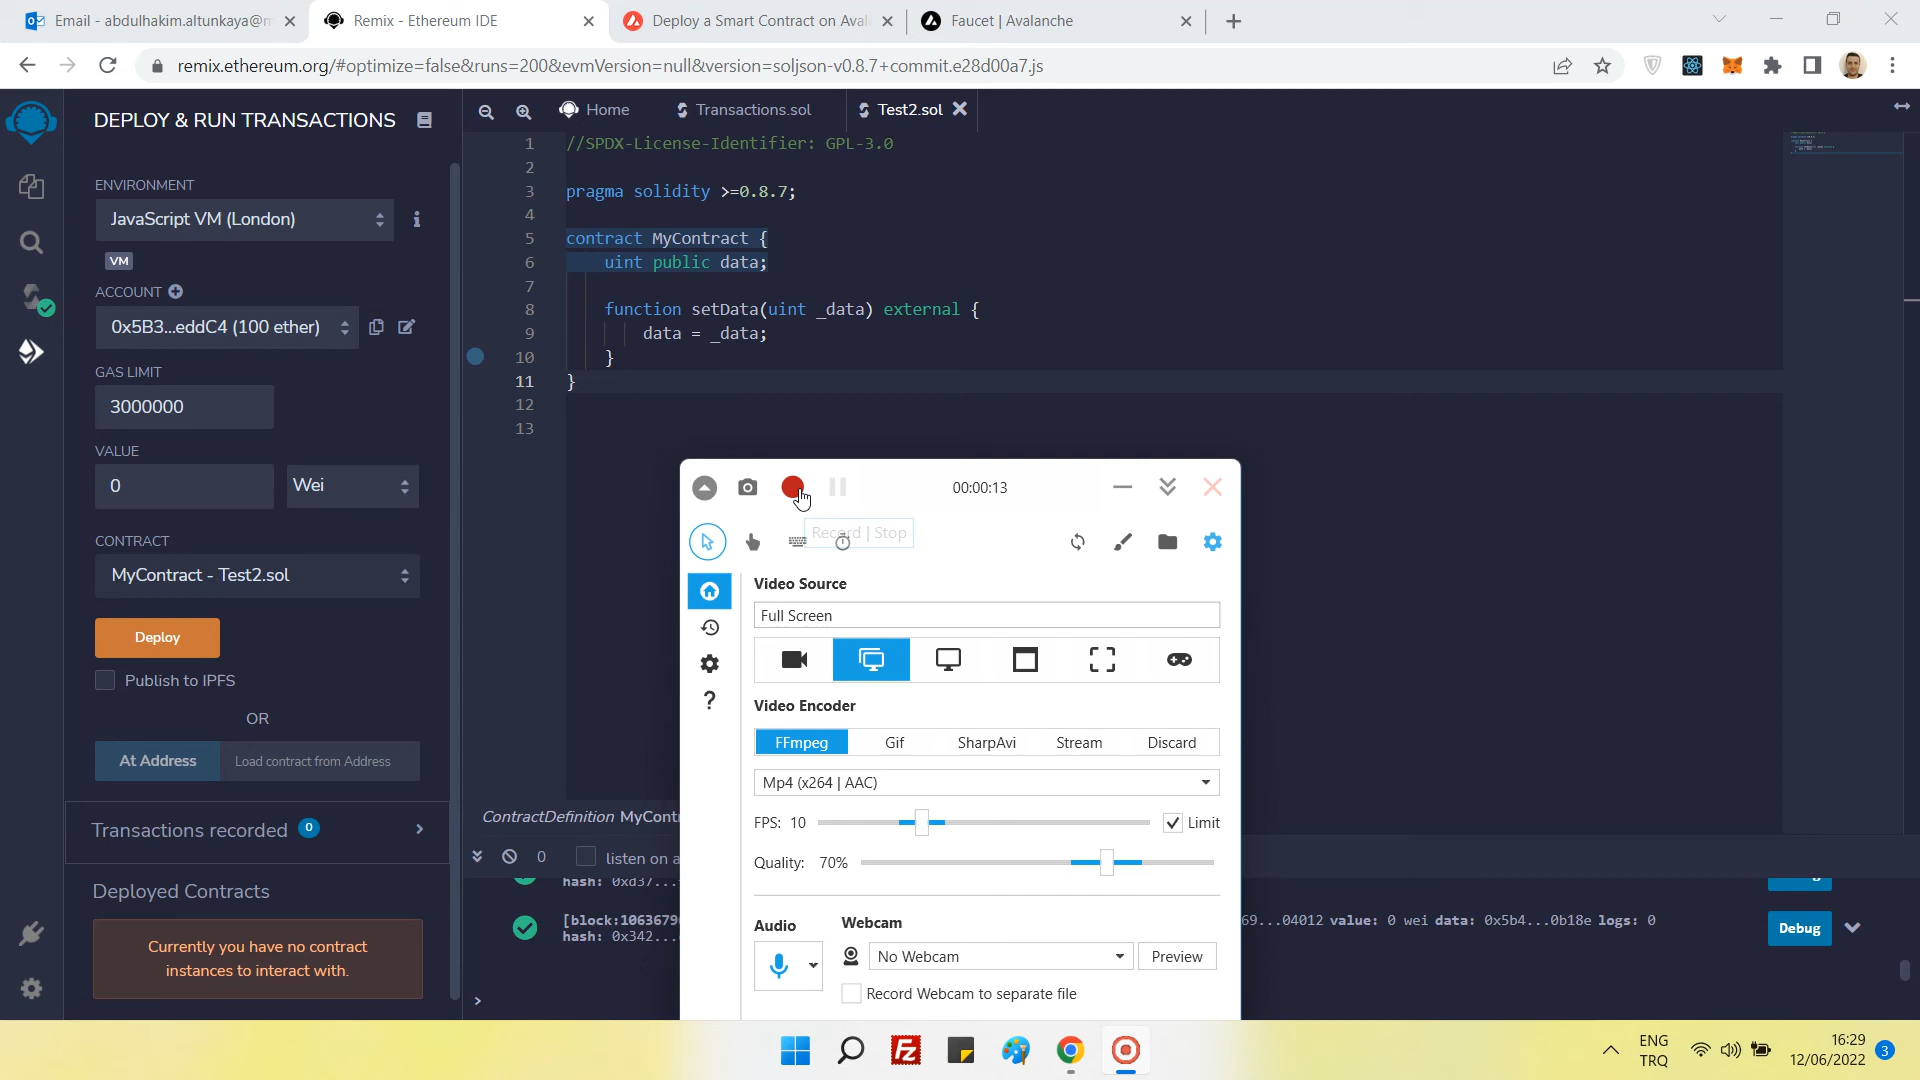 Email - abdulhakim.altunkaya@m
Remix - Ethereum IDE
Deploy a Smart Contract on Aval
Faucet | Avalanche
remix.ethereum.org/#optimize=false&runs=200&evmVersion=null&version=soljson-v0.8.7+commit.e28d00a7.js
DEPLOY & RUN TRANSACTIONS
Home
Transactions.sol
Test2.sol
ENVIRONMENT
JavaScript VM (London)
VM
ACCOUNT
0x5B3...eddC4 (100 ether)
GAS LIMIT
3000000
VALUE
0
Wei
CONTRACT
MyContract - Test2.sol
Deploy
Publish to IPFS
OR
At Address
Load contract from Address
Transactions recorded 0
Deployed Contracts
Currently you have no contract
instances to interact with.
1 //SPDX-License-Identifier: GPL-3.0
2
3 pragma solidity >=0.8.7;
4
5 contract MyContract {
6 uint public data;
7
8 function setData(uint _data) external {
9 data = _data;
10 }
11 }
12
13
ContractDefinition MyCont
0
listen on a
hash: 0xd37...
[block:1063679
69...04012 value: 0 wei data: 0x5b4...0b18e logs: 0
hash: 0x342...
Debug
>
00:00:13
Record | Stop
Video Source
Full Screen
Video Encoder
FFmpeg
Gif
SharpAvi
Stream
Discard
Mp4 (x264 | AAC)
FPS: 10
Limit
Quality: 70%
Audio
Webcam
No Webcam
Preview
Record Webcam to separate file
ENG
TRQ
16:29
12/06/2022
3